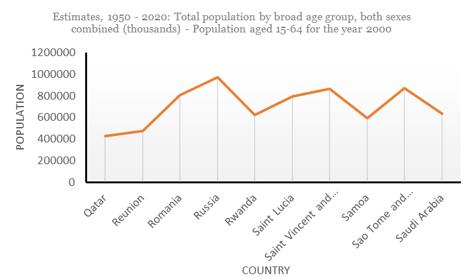 Estimates, 1950 - 2020: Total population by broad age group, both sexes
combined (thousands) - Population aged 15-64 for the year 2000
1200000
1000000
800000
600000
400000
200000
0
POPULATION
Qatar
Reunion
Romania
Russia
Rwanda
Saint Lucia
Saint Vincent and...
Samoa
Sao Tome and...
Saudi Arabia
COUNTRY